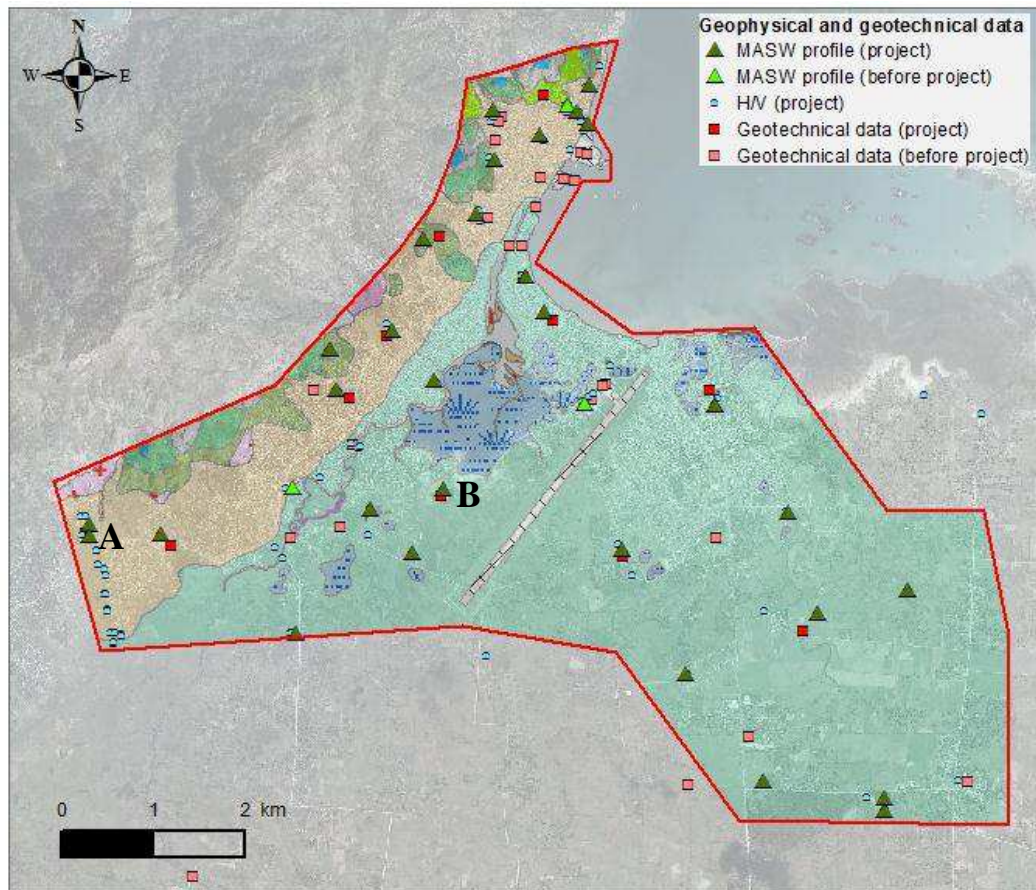 N
W E
S
Geophysical and geotechnical data
MASW profile (project)
MASW profile (before project)
H/V (project)
Geotechnical data (project)
Geotechnical data (before project)
A
B
0 1 2 km